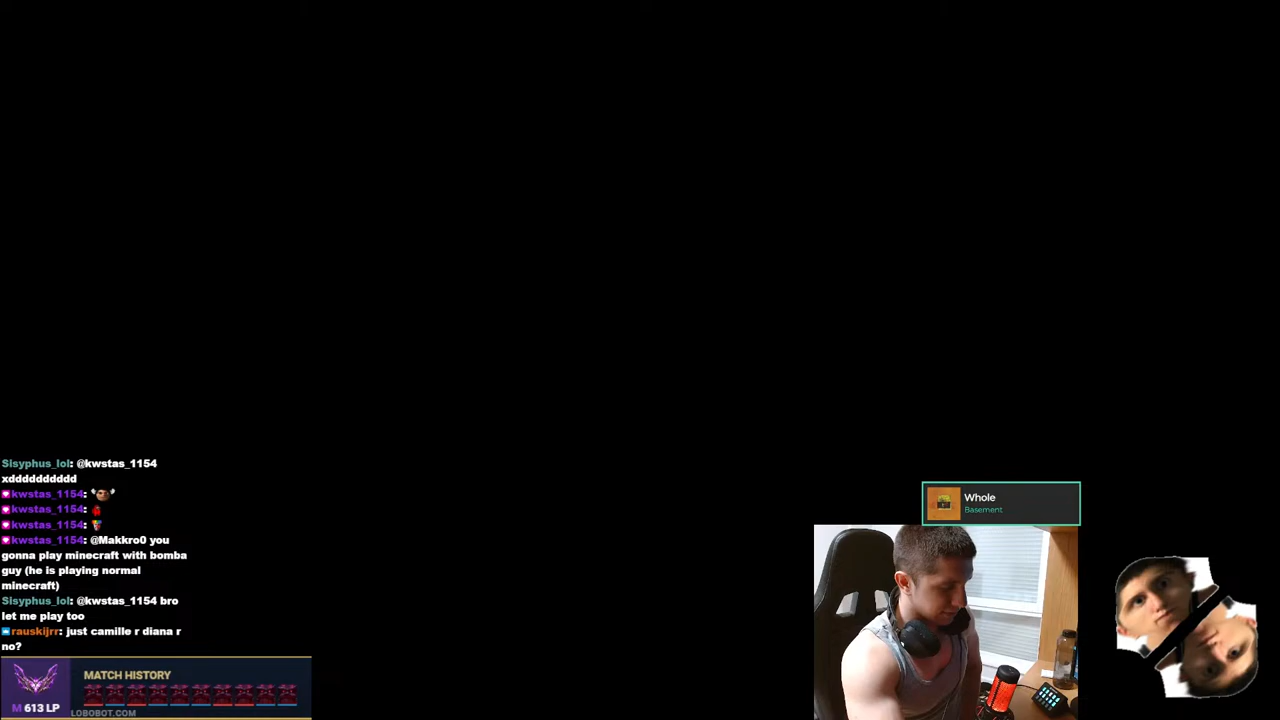 Sisyphus_lol: @kwstas_1154
xdddddddddd
kwstas_1154:
kwstas_1154:
kwstas_1154:
kwstas_1154: @Makkro0 you
gonna play minecraft with bomba
guy (he is playing normal
minecraft)
Sisyphus_lol: @kwstas_1154 bro
let me play too
rauskijrr: just camille r diana r
no?
Whole
Basement
MATCH HISTORY
M 613 LP
LOBOBOT.COM